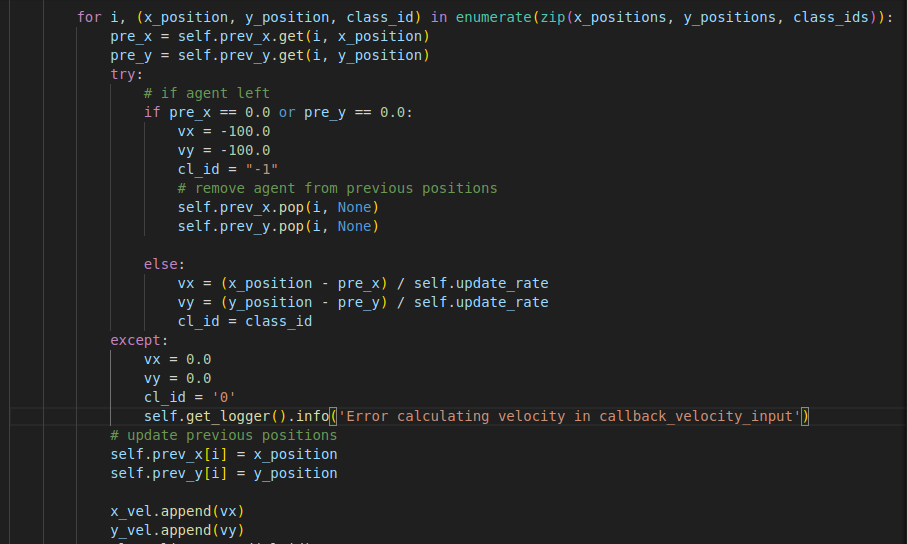 for i, (x_position, y_position, class_id) in enumerate(zip(x_positions, y_positions, class_ids)):
pre_x = self.prev_x.get(i, x_position)
pre_y = self.prev_y.get(i, y_position)
try:
# if agent left
if pre_x == 0.0 or pre_y == 0.0:
vx = -100.0
vy = -100.0
cl_id = "-1"
# remove agent from previous positions
self.prev_x.pop(i, None)
self.prev_y.pop(i, None)
else:
vx = (x_position - pre_x) / self.update_rate
vy = (y_position - pre_y) / self.update_rate
cl_id = class_id
except:
vx = 0.0
vy = 0.0
cl_id = '0'
self.get_logger().info('Error calculating velocity in callback_velocity_input')
# update previous positions
self.prev_x[i] = x_position
self.prev_y[i] = y_position
x_vel.append(vx)
y_vel.append(vy)